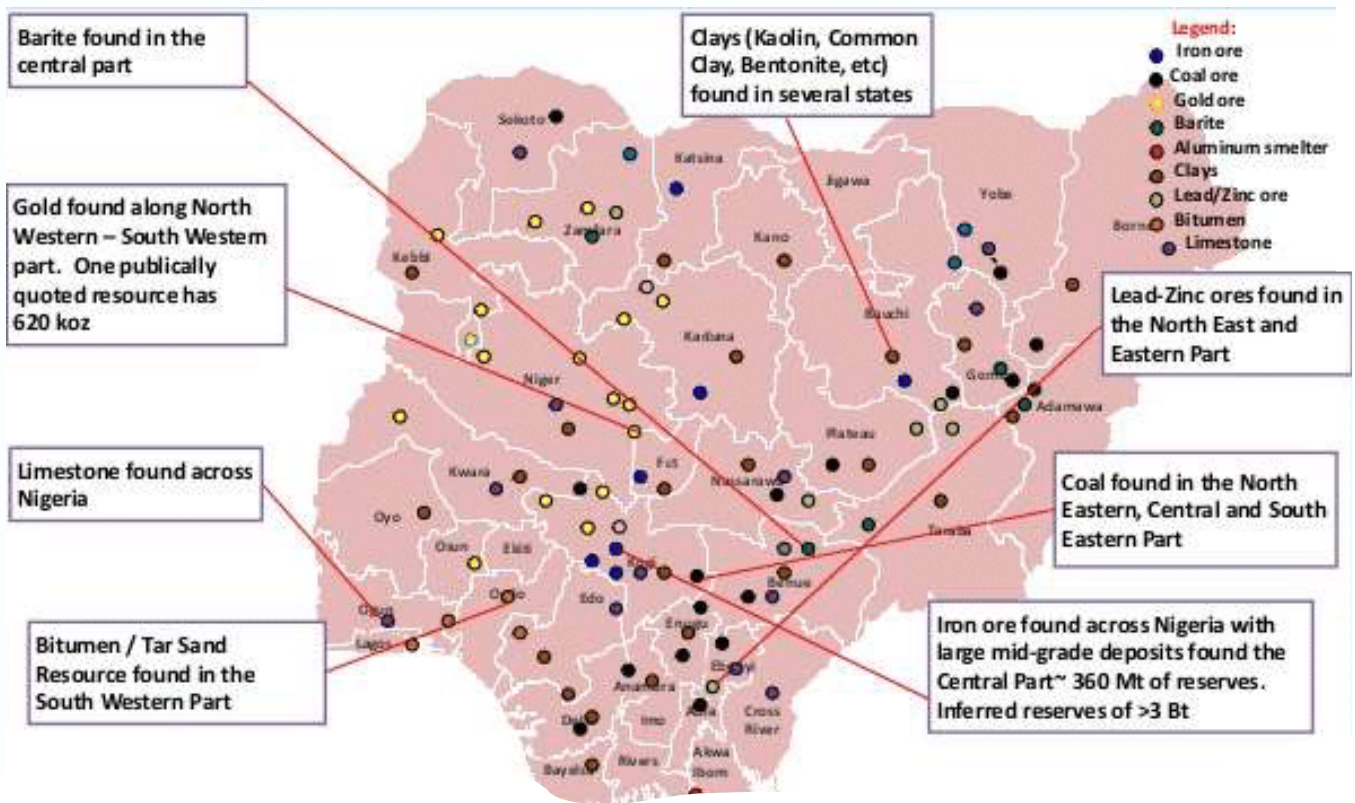 Barite found in the
central part
Clays (Kaolin, Common
Clay, Bentonite, etc)
found in several states
Legend:
Iron ore
Coal ore
Gold ore
Barite
Aluminum smelter
Clays
Lead/Zinc ore
Bitumen
Limestone
Gold found along North
Western – South Western
part. One publically
quoted resource has
620 koz
Lead-Zinc ores found in
the North East and
Eastern Part
Limestone found across
Nigeria
Coal found in the North
Eastern, Central and South
Eastern Part
Bitumen / Tar Sand
Resource found in the
South Western Part
Iron ore found across Nigeria with
large mid-grade deposits found the
Central Part~ 360 Mt of reserves.
Inferred reserves of >3 Bt
Sokoto
Katsina
Jigawa
Yobe
Borno
Zamfara
Kano
Kebbi
Bauchi
Kaduna
Niger
Gombe
Adamawa
Plateau
Kwara
Nassarawa
Oyo
Taraba
Osun
Ekiti
Kogi
Benue
Ondo
Edo
Ogun
Lagos
Enugu
Ebonyi
Anambra
Delta
Imo
Abia
Cross
River
Bayelsa
Rivers
Akwa
Ibom